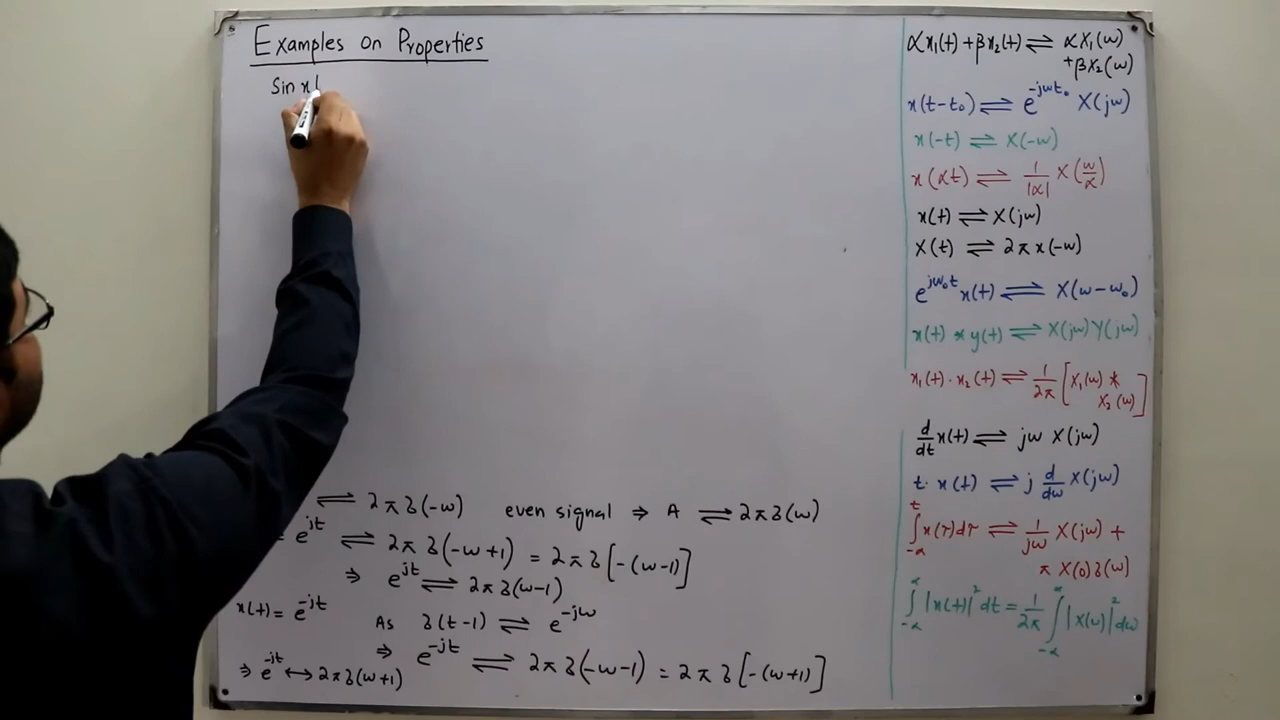 Examples on Properties
Sin x(
⇌ 2π δ(-ω) even signal ⇒ A ⇌ 2π δ(ω)
= e^{jt} ⇌ 2π δ(-ω+1) = 2π δ[-(ω-1)]
⇒ e^{jt} ⇌ 2π δ(ω-1)
x(t) = e^{-jt} As δ(t-1) ⇌ e^{-jω}
⇒ e^{-jt} ⇌ 2π δ(-ω-1) = 2π δ[-(ω+1)]
⇒ e^{-jt} ↔ 2π δ(ω+1)
αx₁(t)+βx₂(t) ⇌ αX₁(ω)
+βX₂(ω)
x(t-t₀) ⇌ e^{-jωt₀} X(jω)
x(-t) ⇌ X(-ω)
x(αt) ⇌ 1/|α| X(ω/α)
x(t) ⇌ X(jω)
X(t) ⇌ 2π x(-ω)
e^{jω₀t} x(t) ⇌ X(ω-ω₀)
x(t) * y(t) ⇌ X(jω) Y(jω)
x₁(t)·x₂(t) ⇌ 1/2π [X₁(ω) *
X₂(ω)]
d/dt x(t) ⇌ jω X(jω)
t·x(t) ⇌ j d/dω X(jω)
∫_{-∞}^{t} x(τ)dτ ⇌ 1/jω X(jω) +
π X(0) δ(ω)
∫_{-∞}^{∞} |x(t)|² dt = 1/2π ∫_{-∞}^{∞} |X(ω)|² dω